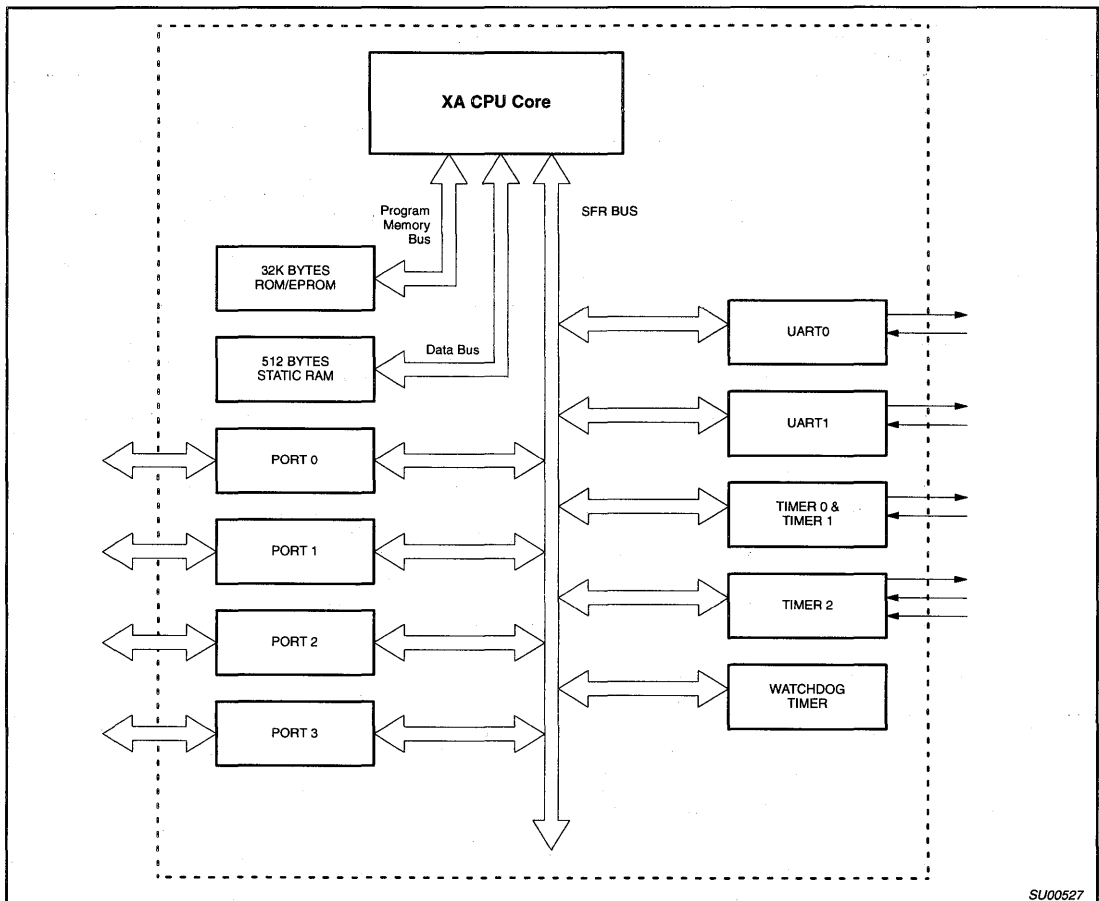 XA CPU Core
Program
Memory
Bus
SFR BUS
32K BYTES
ROM/EPROM
Data Bus
512 BYTES
STATIC RAM
UART0
UART1
PORT 0
TIMER 0 &
TIMER 1
PORT 1
TIMER 2
PORT 2
WATCHDOG
TIMER
PORT 3
SU00527